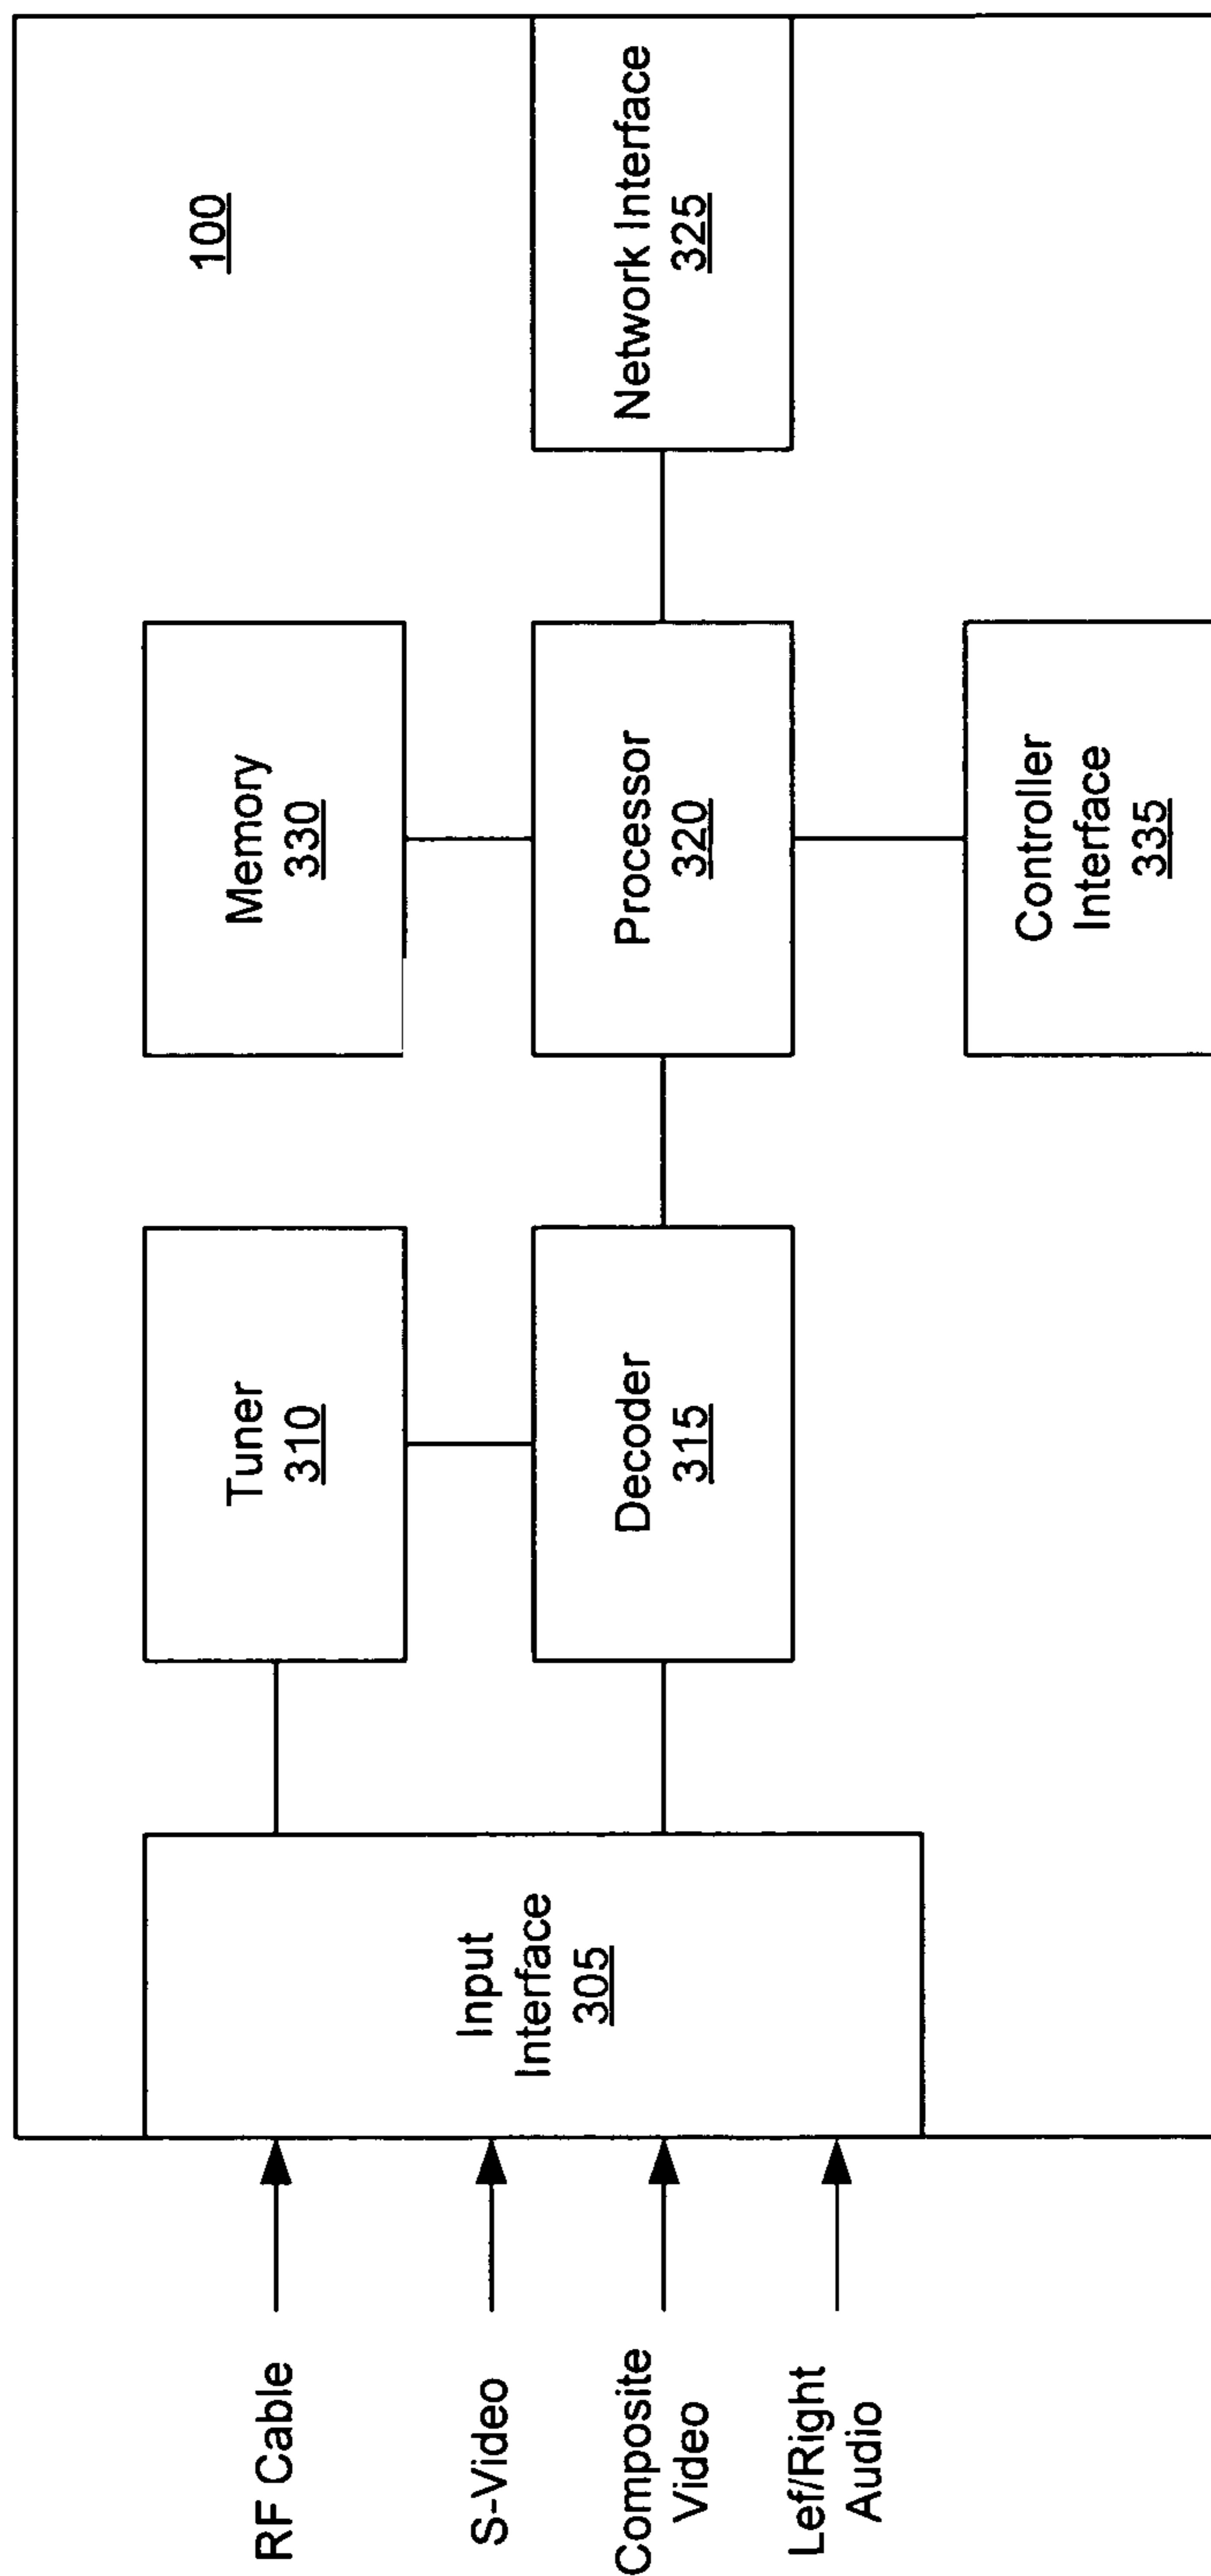 100
Memory
330
Network Interface
325
Processor
320
Controller
Interface
335
Tuner
310
Decoder
315
Input
Interface
305
RF Cable
S-Video
Composite
Video
Lef/Right
Audio